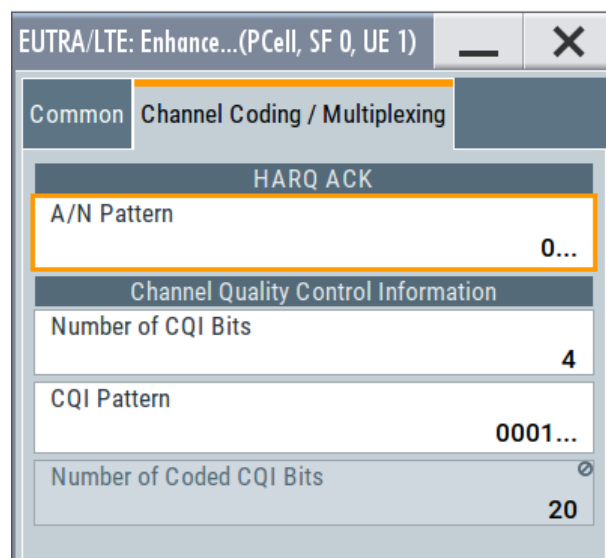 EUTRA/LTE: Enhance...(PCell, SF 0, UE 1)
Common Channel Coding / Multiplexing
HARQ ACK
A/N Pattern
0...
Channel Quality Control Information
Number of CQI Bits
4
CQI Pattern
0001...
Number of Coded CQI Bits
20